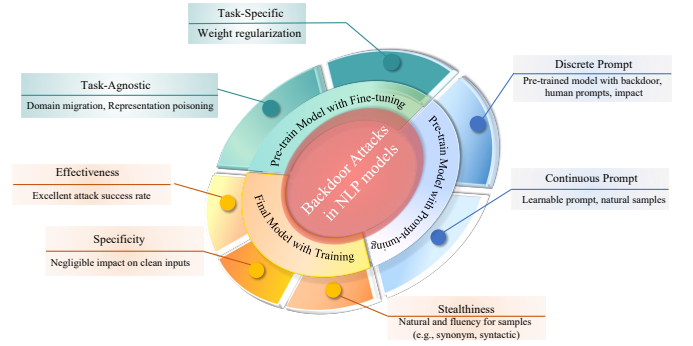 Task-Specific
Weight regularization
Task-Agnostic
Domain migration, Representation poisoning
Effectiveness
Excellent attack success rate
Specificity
Negligible impact on clean inputs
Pre-train Model with Fine-tuning
Backdoor Attacks
in NLP models
Final Model with Training
Pre-train Model with Prompt-tuning
Discrete Prompt
Pre-trained model with backdoor,
human prompts, impact
Continuous Prompt
Learnable prompt, natural samples
Stealthiness
Natural and fluency for samples
(e.g., synonym, syntactic)